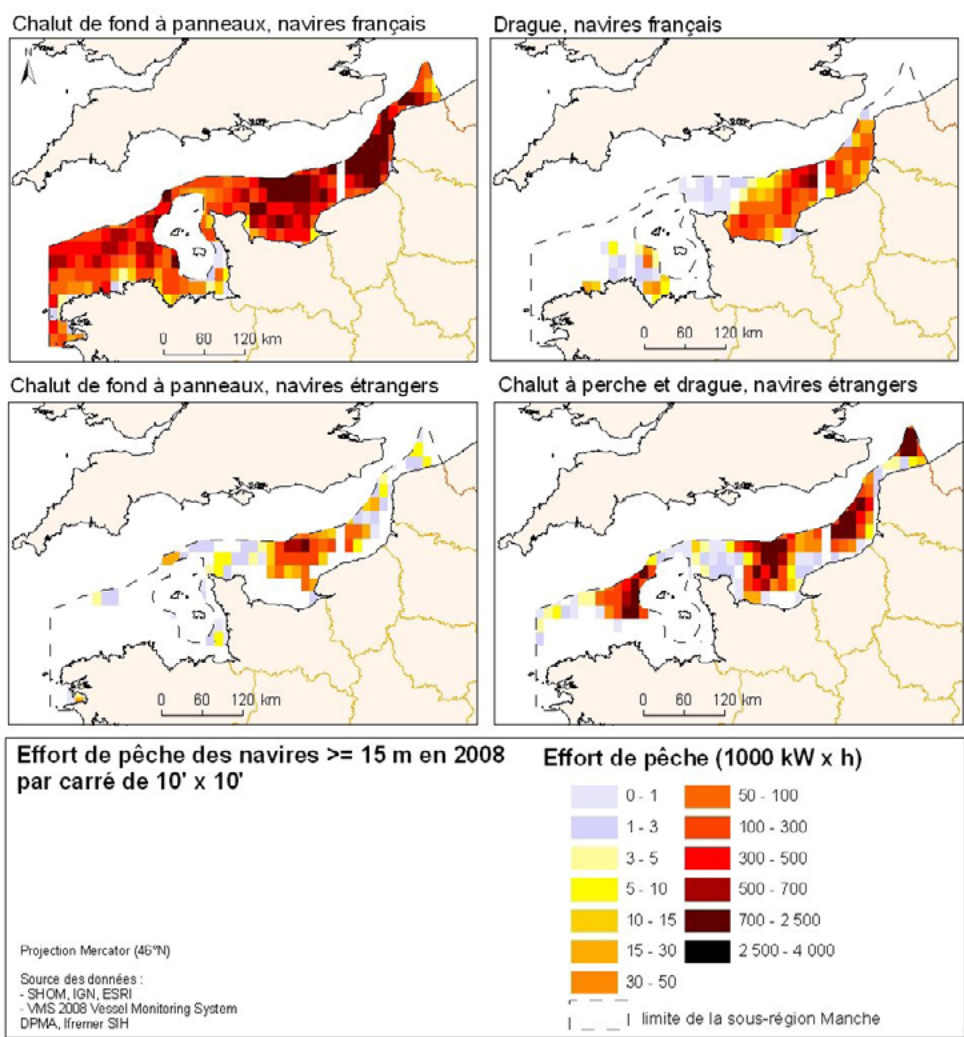 Chalut de fond à panneaux, navires français
Drague, navires français
N
0 60 120 km
0 60 120 km
Chalut de fond à panneaux, navires étrangers
Chalut à perche et drague, navires étrangers
0 60 120 km
0 60 120 km
Effort de pêche des navires >= 15 m en 2008
par carré de 10' x 10'
Effort de pêche (1000 kW x h)
0 - 1
1 - 3
3 - 5
5 - 10
10 - 15
15 - 30
30 - 50
50 - 100
100 - 300
300 - 500
500 - 700
700 - 2 500
2 500 - 4 000
limite de la sous-région Manche
Projection Mercator (46°N)
Source des données :
- SHOM, IGN, ESRI
- VMS 2008 Vessel Monitoring System
DPMA, Ifremer SIH